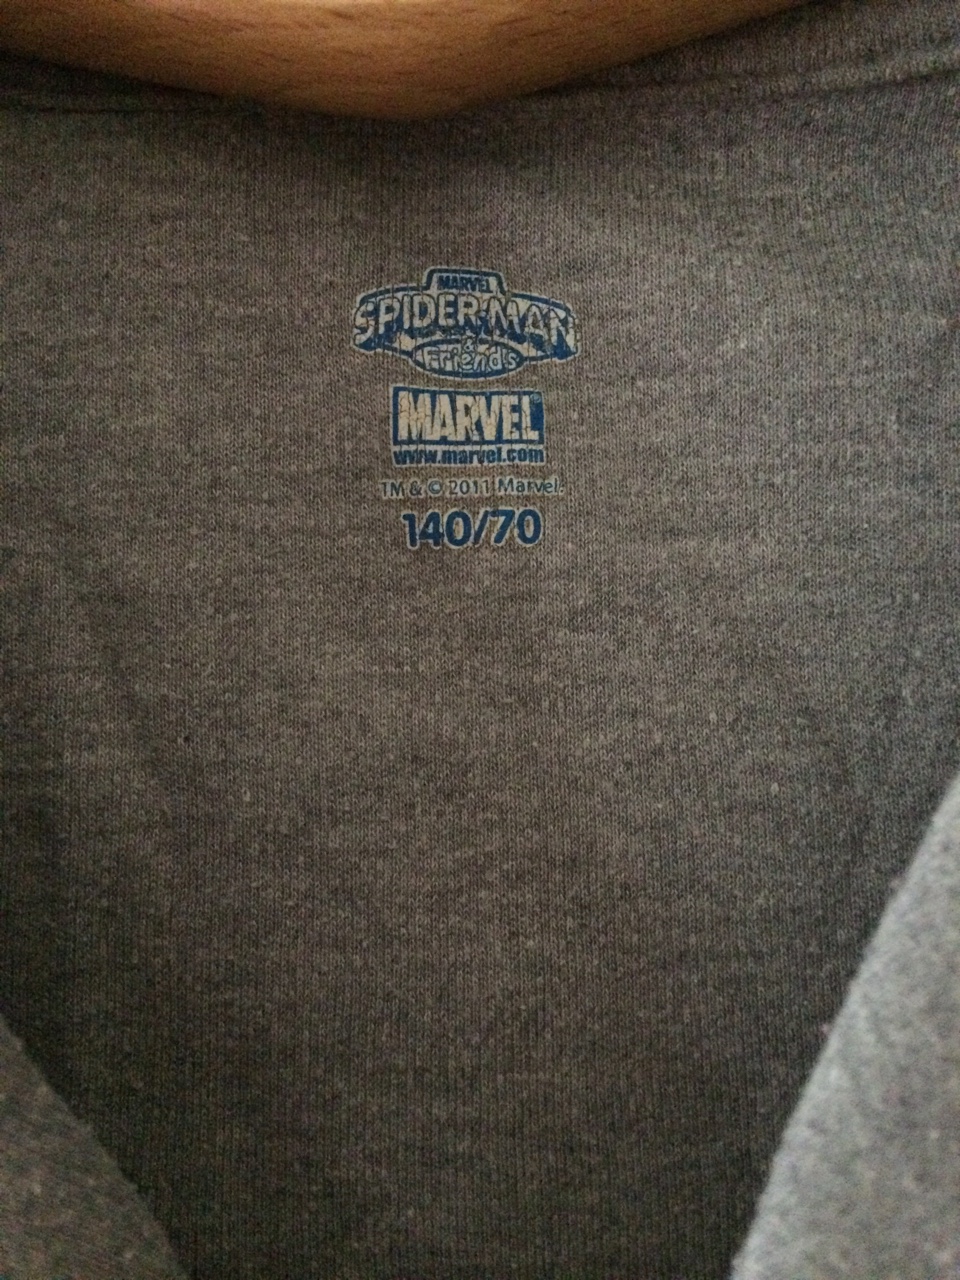 MARVEL
SPIDER-MAN
& Friends
MARVEL®
www.marvel.com
TM & © 2011 Marvel.
140/70